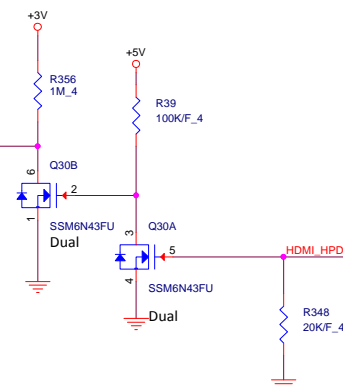 +3V
+5V
R356
1M_4
R39
100K/F_4
6
Q30B
2
1
SSM6N43FU
Dual
3
Q30A
5
HDMI_HPD
4
SSM6N43FU
Dual
R348
20K/F_4